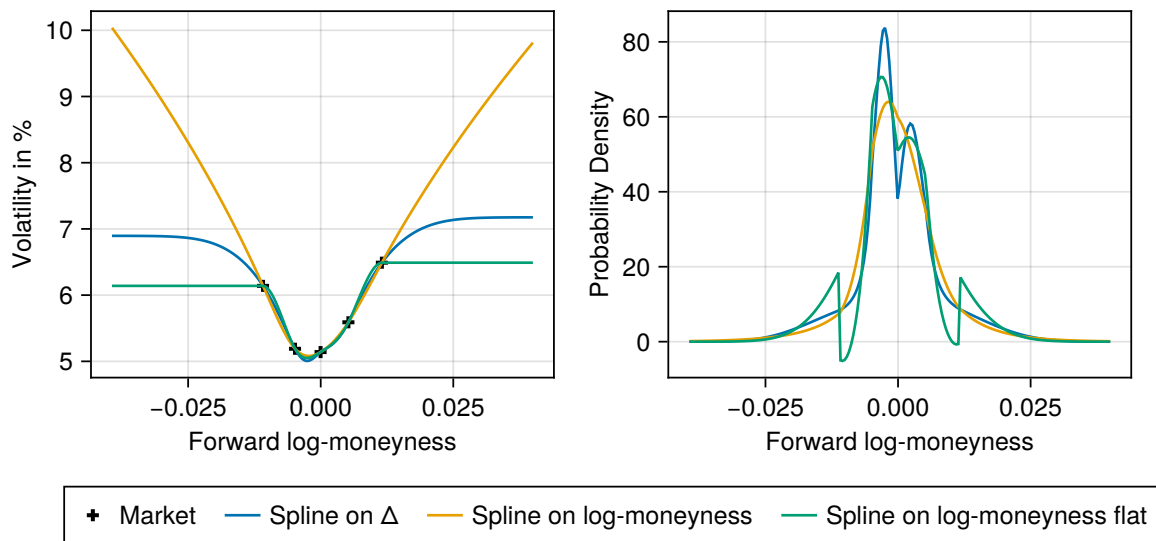 Volatility in %
10
9
8
7
6
5
−0.025 0.000 0.025
Forward log-moneyness
Probability Density
80
60
40
20
0
−0.025 0.000 0.025
Forward log-moneyness
Market Spline on Δ Spline on log-moneyness Spline on log-moneyness flat